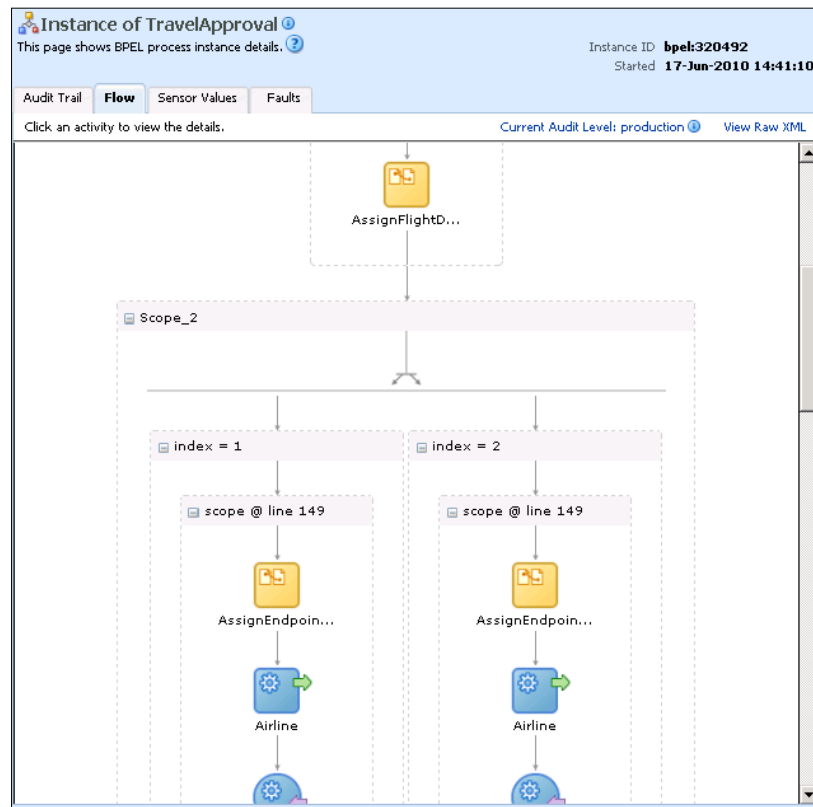 Instance of TravelApproval
This page shows BPEL process instance details.
Instance ID bpel:320492
Started 17-Jun-2010 14:41:10
Audit Trail Flow Sensor Values Faults
Click an activity to view the details.
Current Audit Level: production View Raw XML
AssignFlightD...
Scope_2
index = 1
index = 2
scope @ line 149
scope @ line 149
AssignEndpoin...
AssignEndpoin...
Airline
Airline